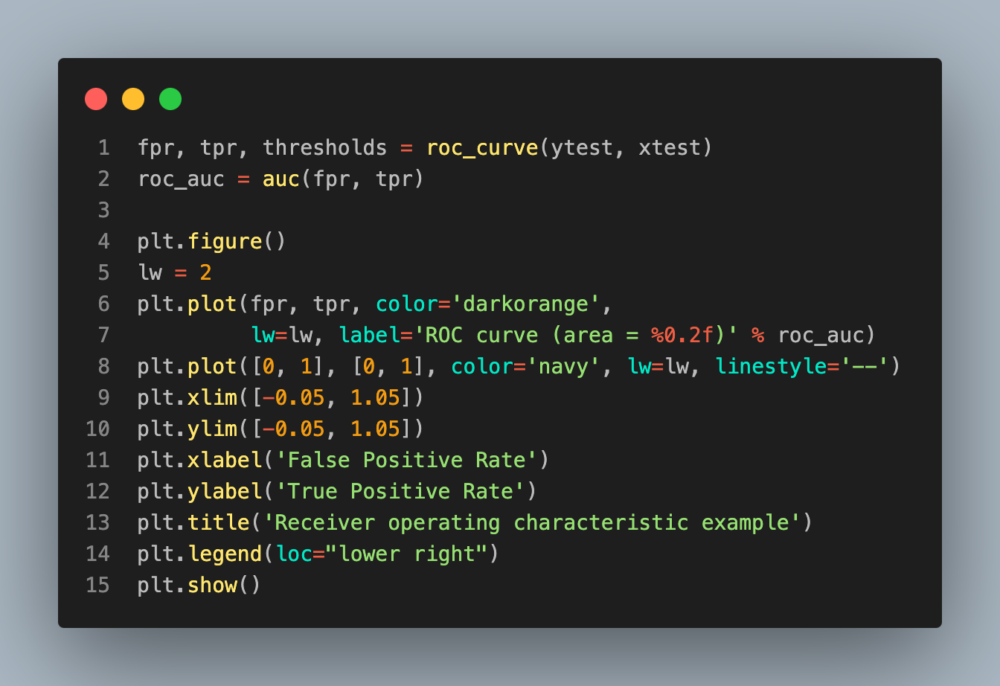 1 fpr, tpr, thresholds = roc_curve(ytest, xtest)
2 roc_auc = auc(fpr, tpr)
3
4 plt.figure()
5 lw = 2
6 plt.plot(fpr, tpr, color='darkorange',
7          lw=lw, label='ROC curve (area = %0.2f)' % roc_auc)
8 plt.plot([0, 1], [0, 1], color='navy', lw=lw, linestyle='--')
9 plt.xlim([-0.05, 1.05])
10 plt.ylim([-0.05, 1.05])
11 plt.xlabel('False Positive Rate')
12 plt.ylabel('True Positive Rate')
13 plt.title('Receiver operating characteristic example')
14 plt.legend(loc="lower right")
15 plt.show()